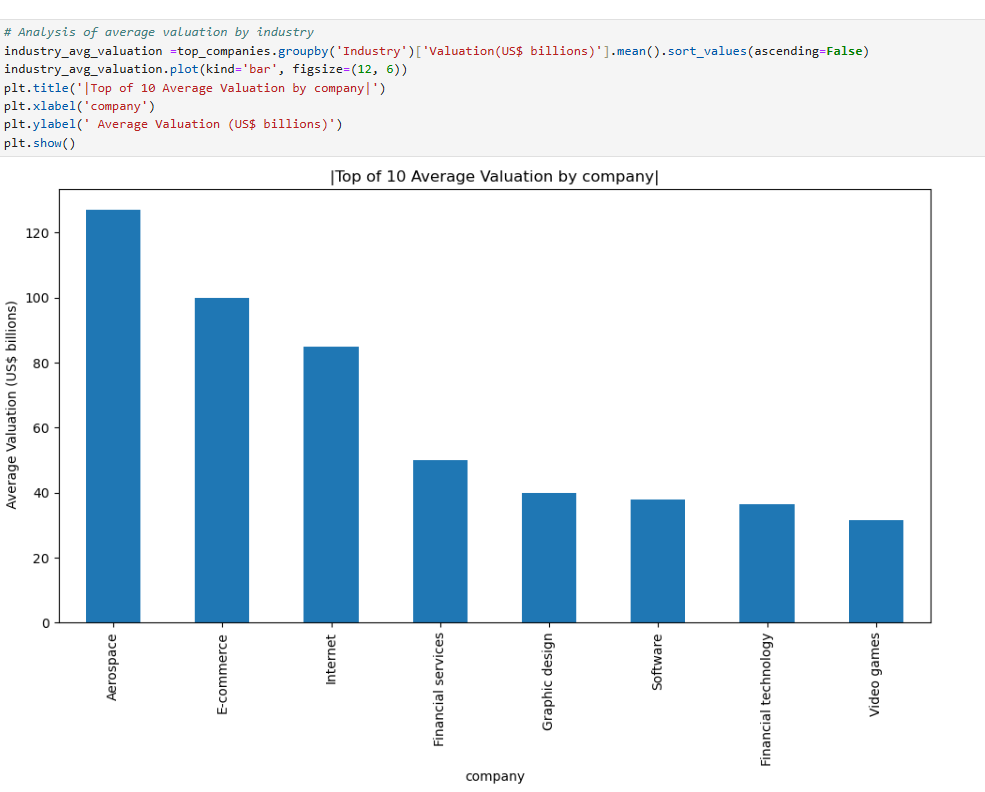 # Analysis of average valuation by industry
industry_avg_valuation =top_companies.groupby('Industry')['Valuation(US$ billions)'].mean().sort_values(ascending=False)
industry_avg_valuation.plot(kind='bar', figsize=(12, 6))
plt.title('|Top of 10 Average Valuation by company|')
plt.xlabel('company')
plt.ylabel(' Average Valuation (US$ billions)')
plt.show()
|Top of 10 Average Valuation by company|
Average Valuation (US$ billions)
120
100
80
60
40
20
0
Aerospace
E-commerce
Internet
Financial services
Graphic design
Software
Financial technology
Video games
company